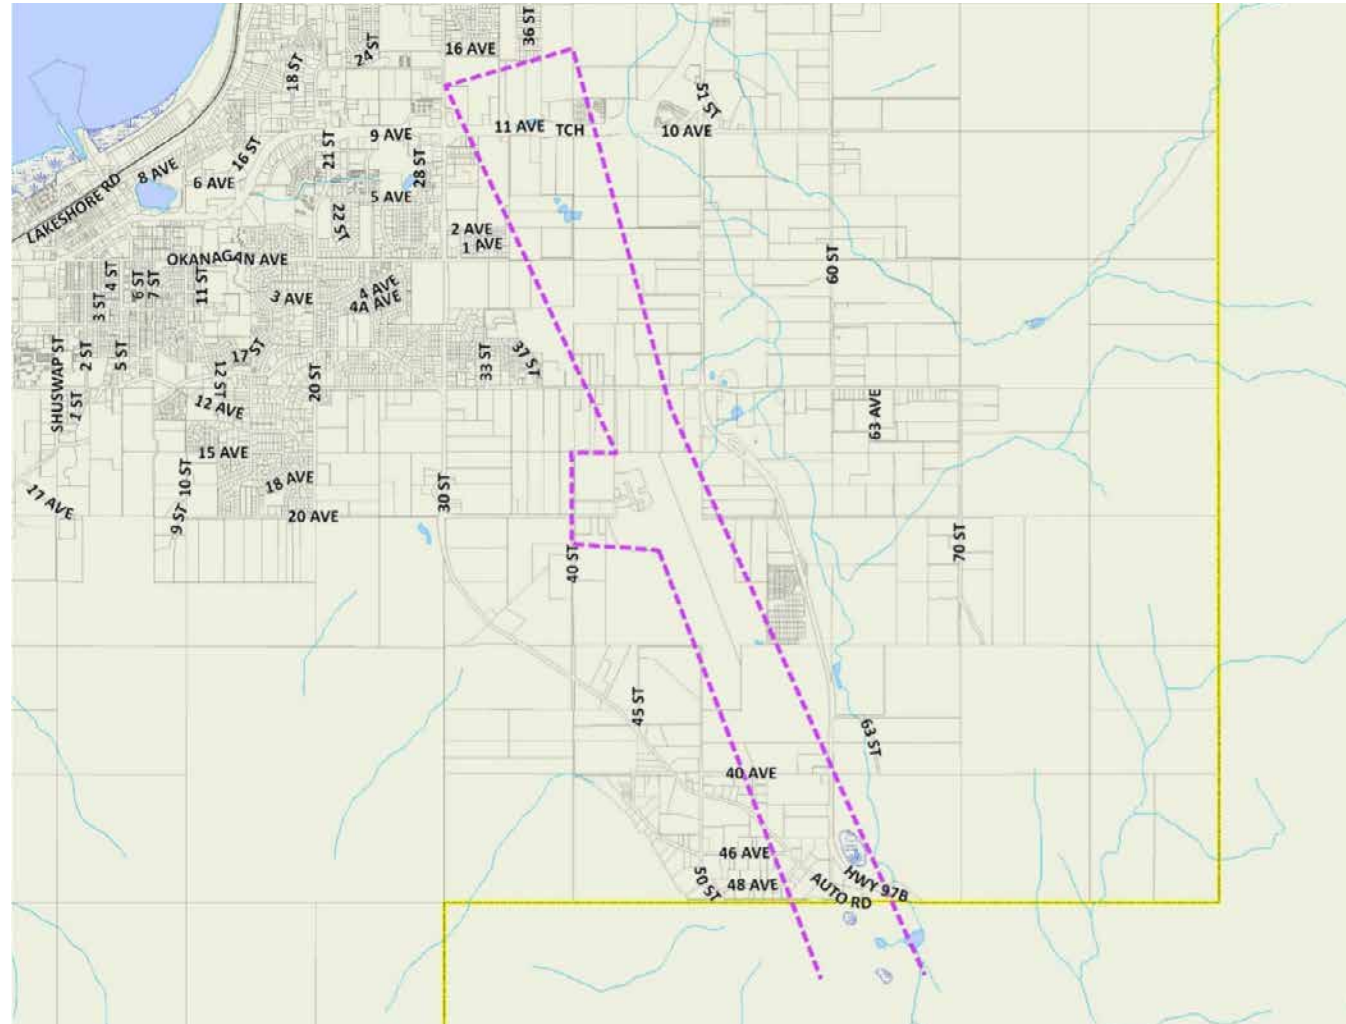 36 ST
24 ST
16 AVE
18 ST
51 ST
11 AVE
TCH
10 AVE
9 AVE
21 ST
16 ST
28 ST
8 AVE
6 AVE
5 AVE
LAKESHORE RD
22 ST
2 AVE
1 AVE
OKANAGAN AVE
60 ST
4 ST
6 ST
7 ST
11 ST
3 ST
3 AVE
4 AVE
4A AVE
SHUSWAP ST
2 ST
5 ST
17 ST
12 ST
20 ST
33 ST
37 ST
1 ST
12 AVE
63 AVE
15 AVE
10 ST
18 AVE
30 ST
17 AVE
9 ST
20 AVE
40 ST
70 ST
45 ST
63 ST
40 AVE
46 AVE
50 ST
48 AVE
AUTO RD
HWY 97B